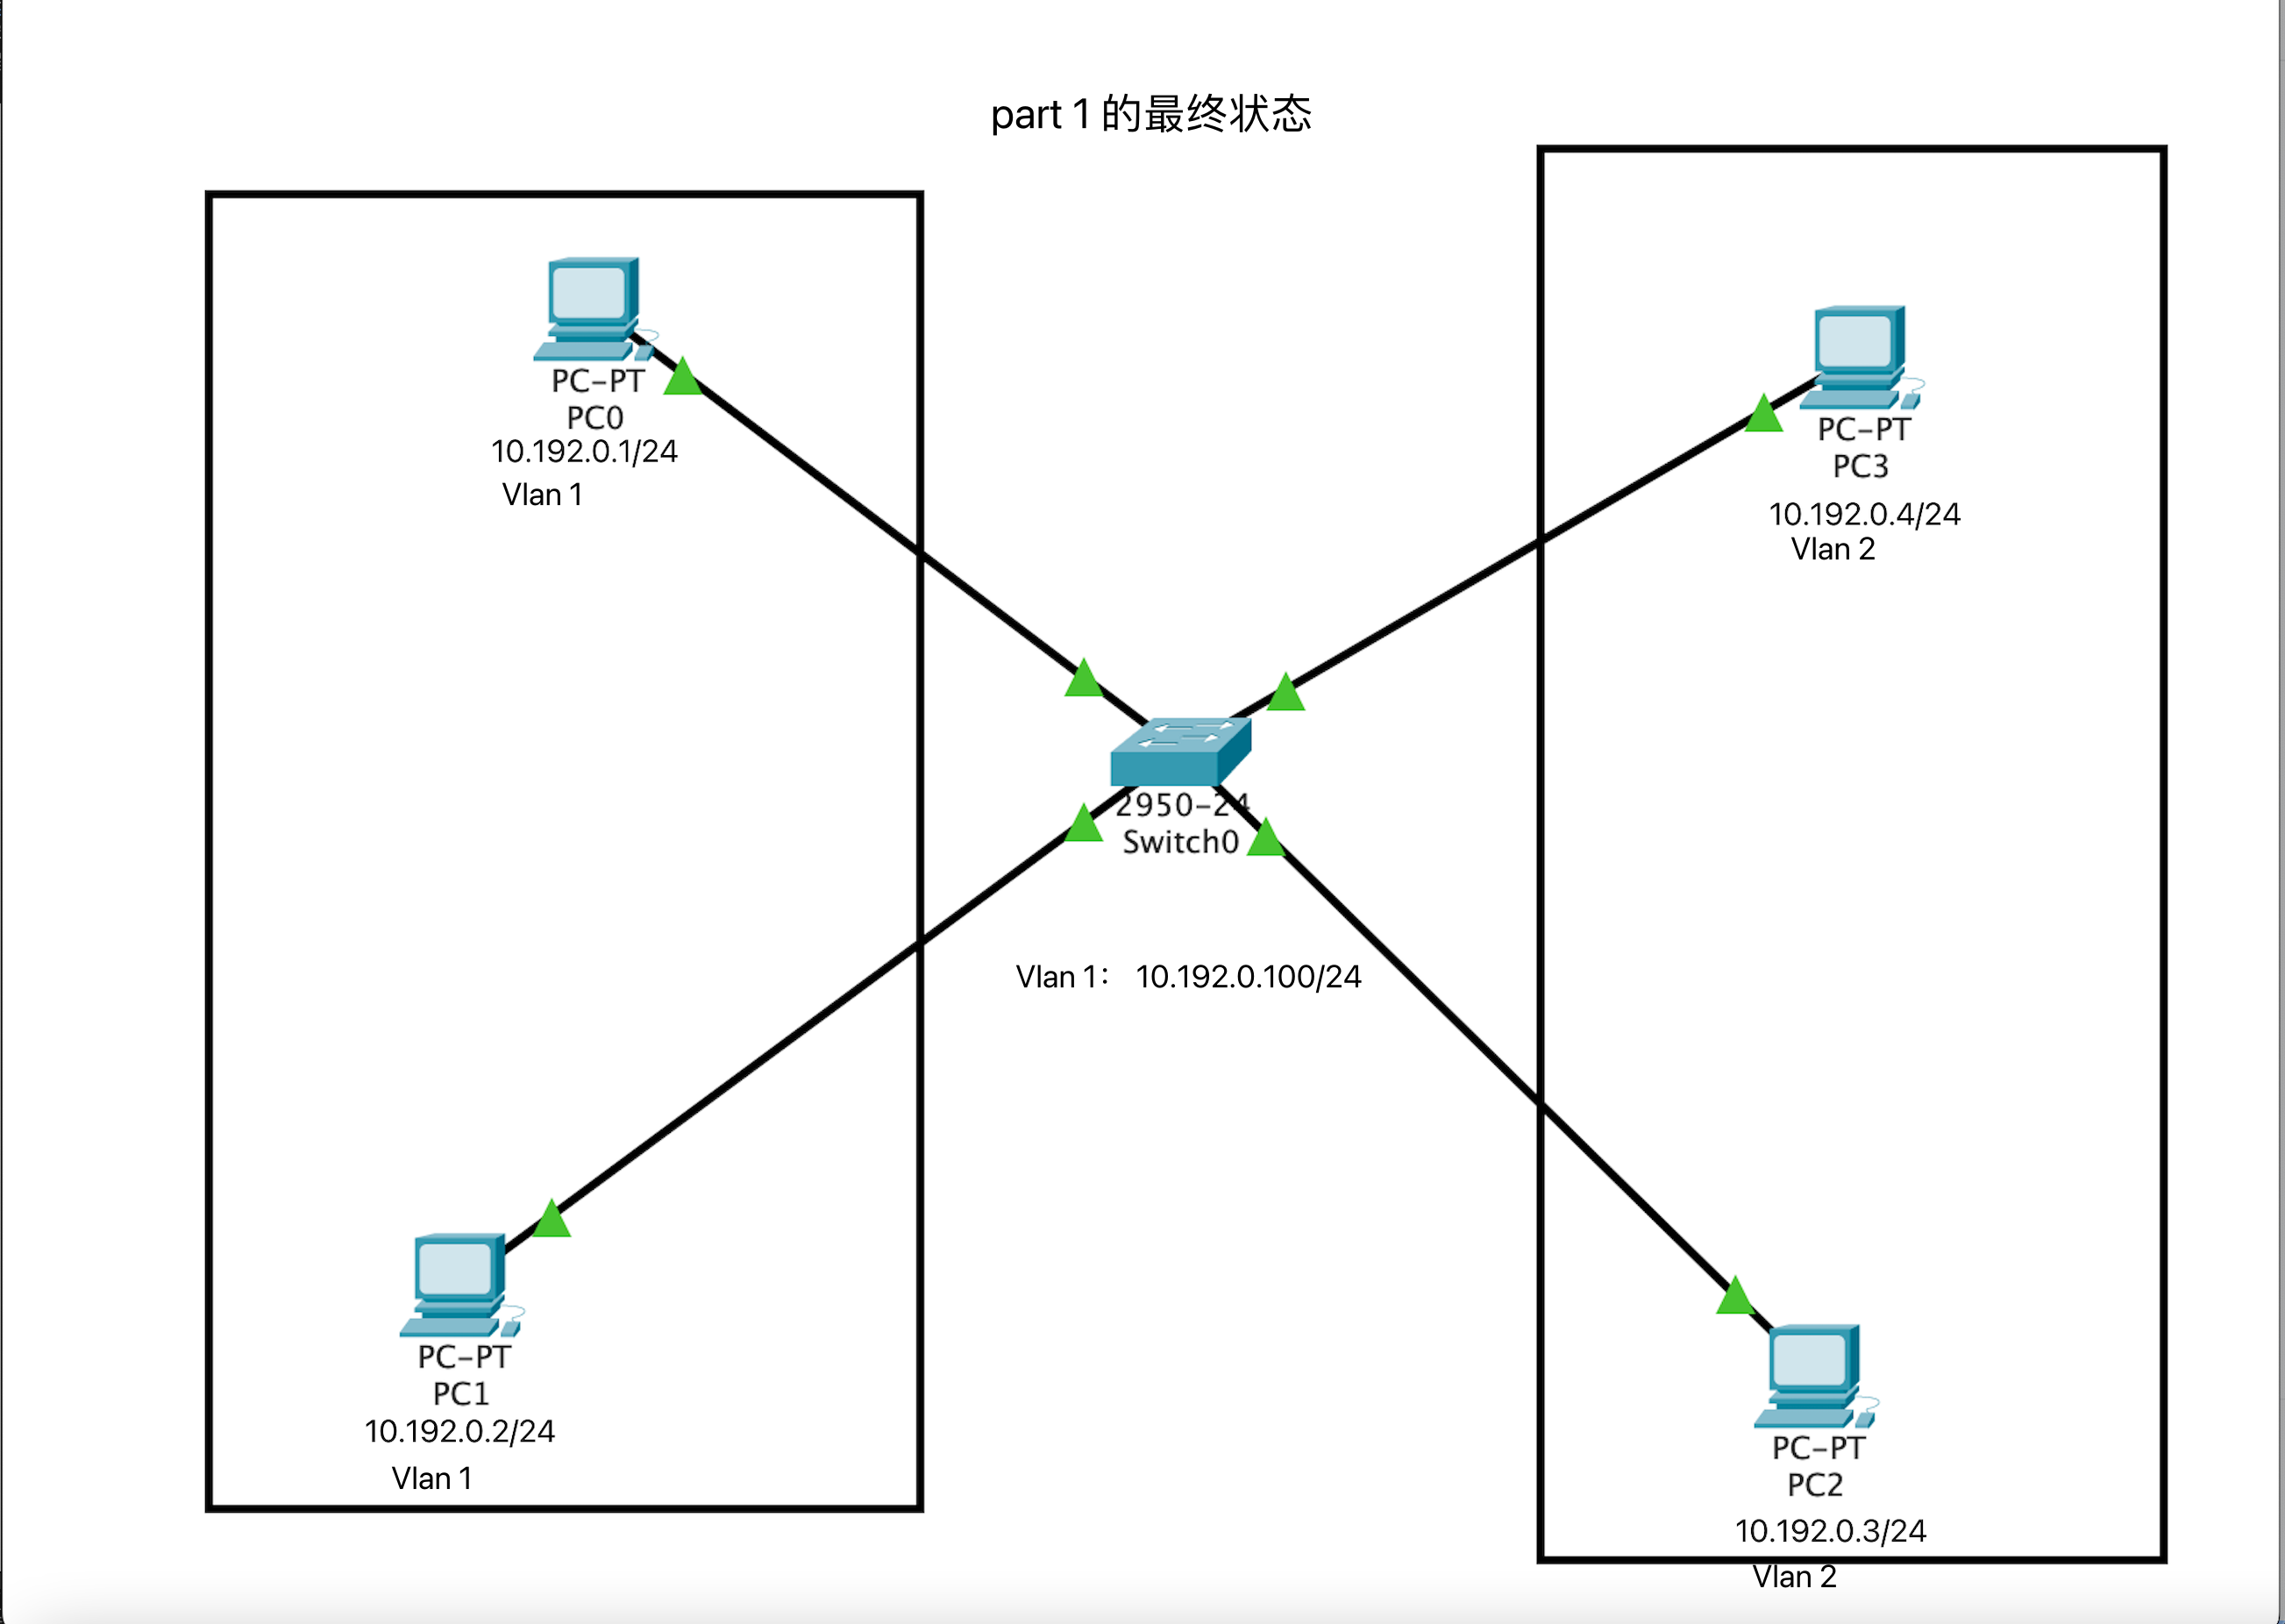 part 1 的最终状态
PC-PT
PC0
10.192.0.1/24
Vlan 1
PC-PT
PC3
10.192.0.4/24
Vlan 2
2950-24
Switch0
Vlan 1： 10.192.0.100/24
PC-PT
PC1
10.192.0.2/24
Vlan 1
PC-PT
PC2
10.192.0.3/24
Vlan 2